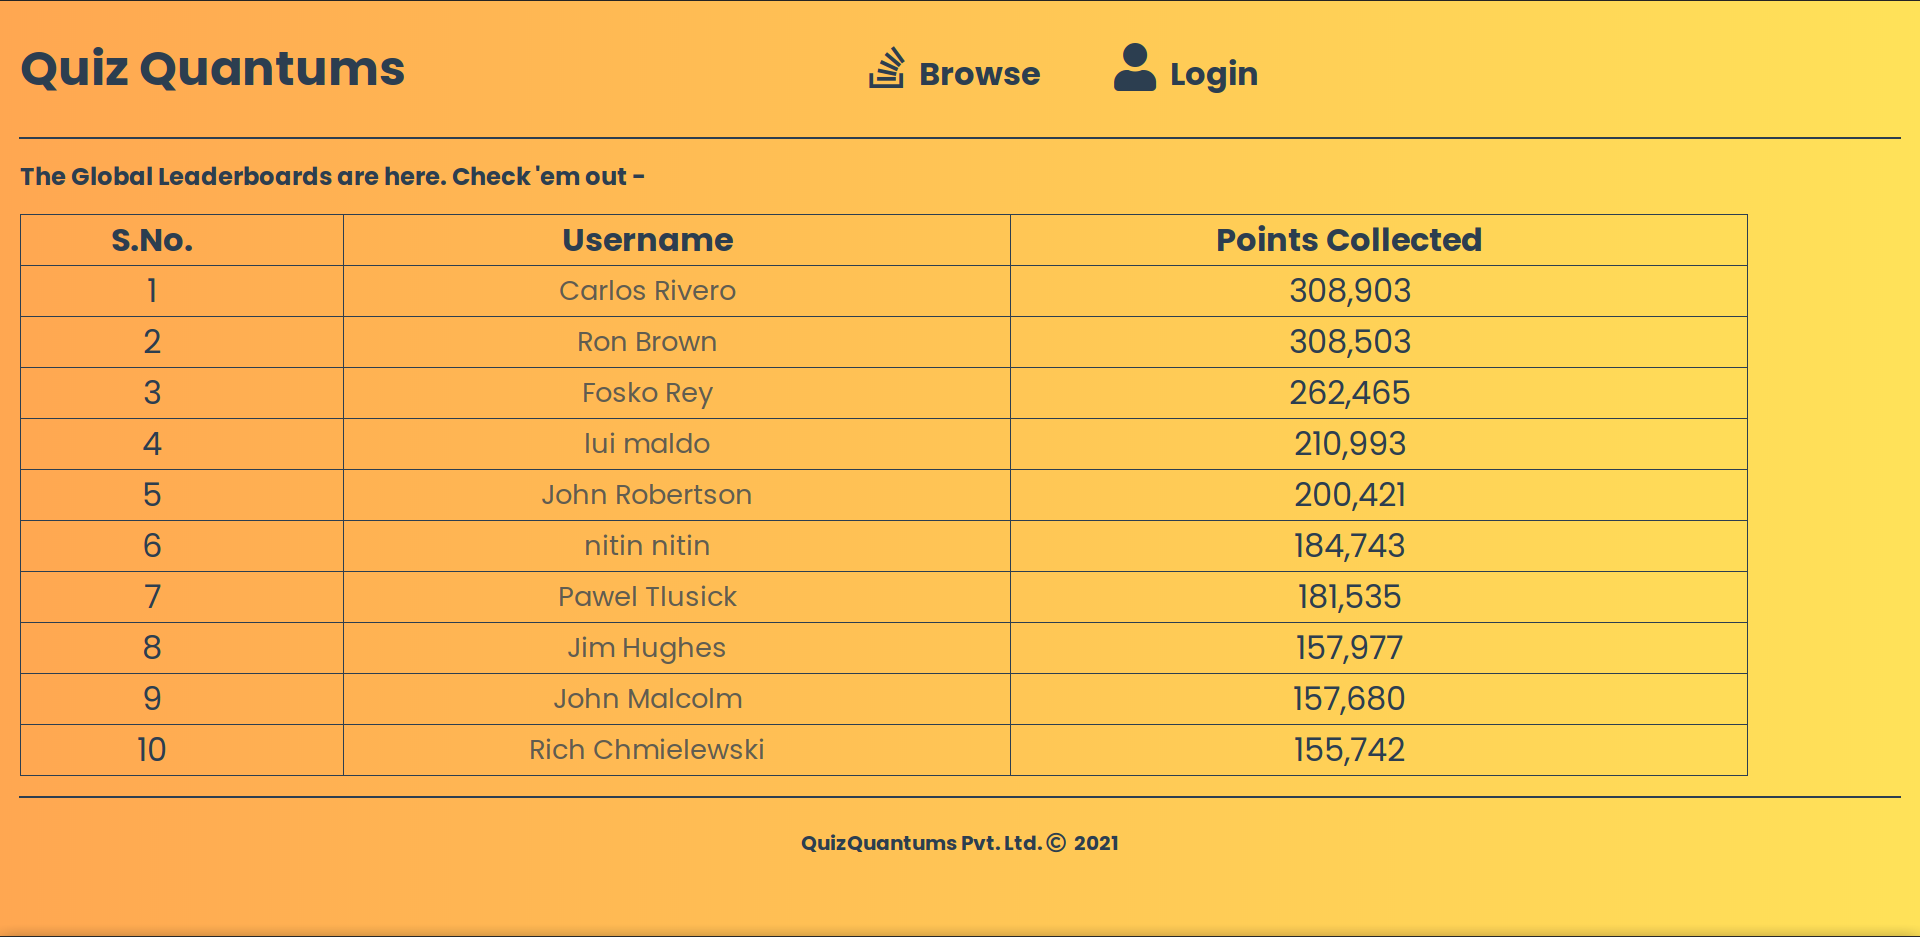 Quiz Quantums Browse Login
The Global Leaderboards are here. Check 'em out -
S.No. Username Points Collected
1 Carlos Rivero 308,903
2 Ron Brown 308,503
3 Fosko Rey 262,465
4 lui maldo 210,993
5 John Robertson 200,421
6 nitin nitin 184,743
7 Pawel Tlusick 181,535
8 Jim Hughes 157,977
9 John Malcolm 157,680
10 Rich Chmielewski 155,742
QuizQuantums Pvt. Ltd. © 2021